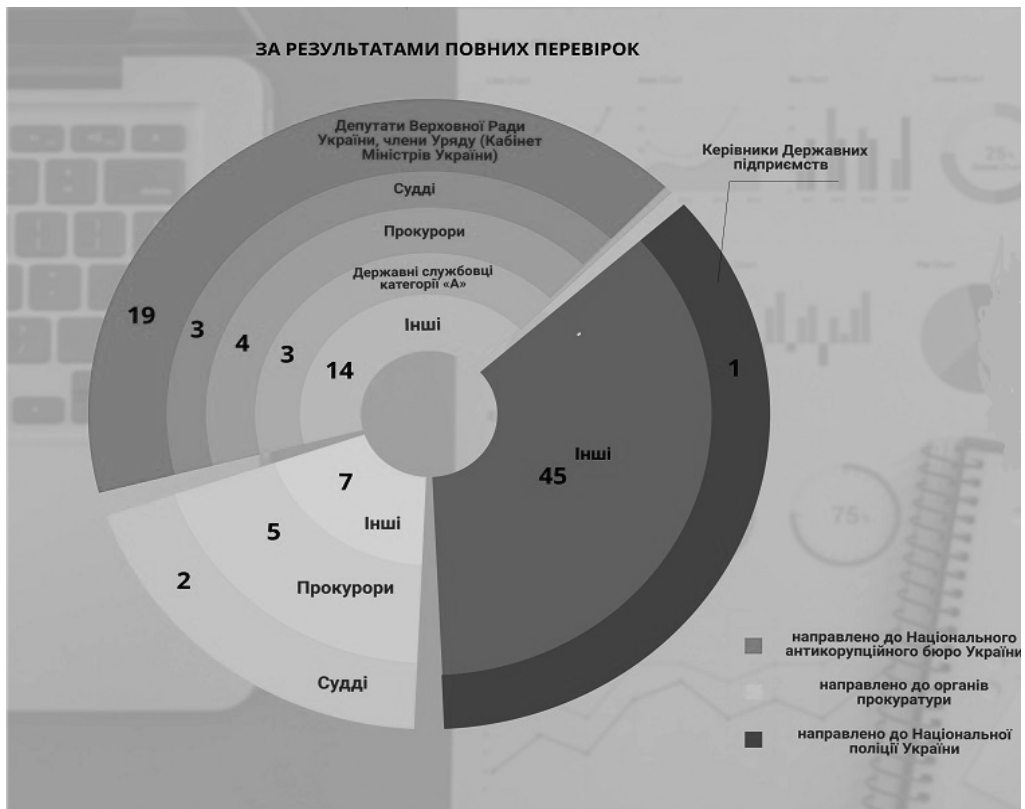 ЗА РЕЗУЛЬТАТАМИ ПОВНИХ ПЕРЕВІРОК
Депутати Верховної Ради
України, члени Уряду (Кабінет
Міністрів України)
Судді
Прокурори
Державні службовці
категорії «А»
Інші
19
3
4
3
14
Керівники Державних
підприємств
1
Інші
45
7
Інші
5
Прокурори
2
Судді
направлено до Національного
антикорупційного бюро України
направлено до органів
прокуратури
направлено до Національної
поліції України
25%
75%